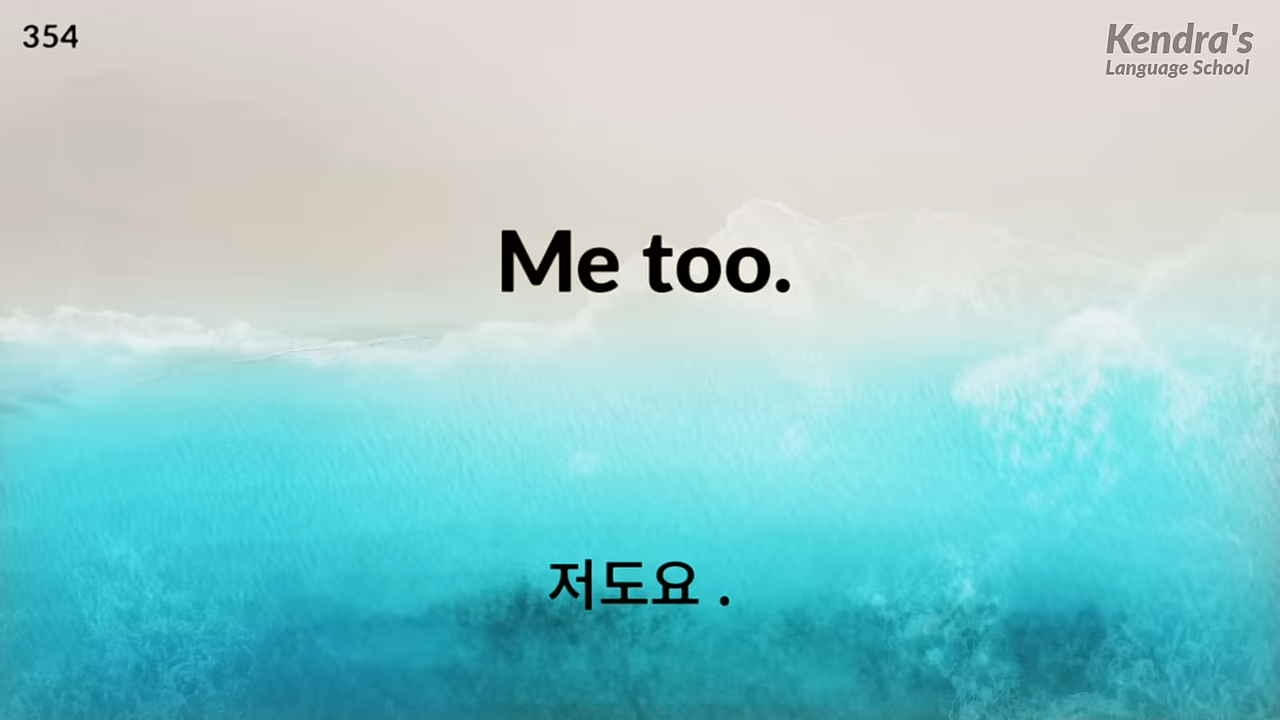 354
Kendra's
Language School
Me too.
저도요 .